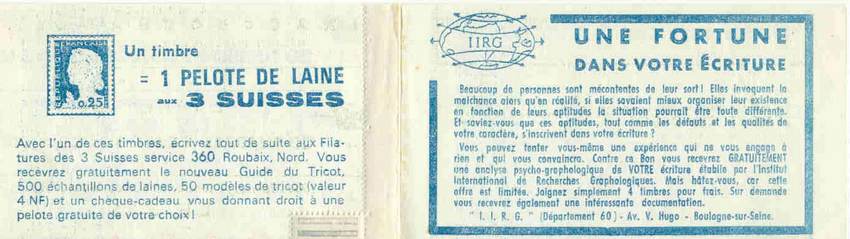 RÉPUBLIQUE FRANÇAISE
0,25
Un timbre
= 1 PELOTE DE LAINE
aux 3 SUISSES
Avec l'un de ces timbres, écrivez tout de suite aux Fila-
tures des 3 Suisses service 360 Roubaix, Nord. Vous
recevrez gratuitement le nouveau Guide du Tricot,
500 échantillons de laines, 50 modèles de tricot (valeur
4 NF) et un chèque-cadeau vous donnant droit à une
pelote gratuite de votre choix !
IIRG
UNE FORTUNE
DANS VOTRE ÉCRITURE
Beaucoup de personnes sont mécontentes de leur sort ! Elles invoquent la
malchance alors qu'en réalité, si elles savaient mieux organiser leur existence
en fonction de leurs aptitudes la situation pourrait être toute différente.
Et saviez-vous que ces aptitudes, tout comme les défauts et les qualités de
votre caractère, s'inscrivent dans votre écriture ?
Vous pouvez tenter vous-même une expérience qui ne vous engage à
rien et qui vous convaincra. Contre ce Bon vous recevrez GRATUITEMENT
une analyse psycho-graphologique de VOTRE écriture établie par l'Institut
International de Recherches Graphologiques. Mais hâtez-vous, car cette
offre est limitée. Joignez simplement 4 timbres pour frais. Sur demande
vous recevrez également une intéressante documentation.
" I. I. R. G. " (Département 60) - Av. V. Hugo - Boulogne-sur-Seine.